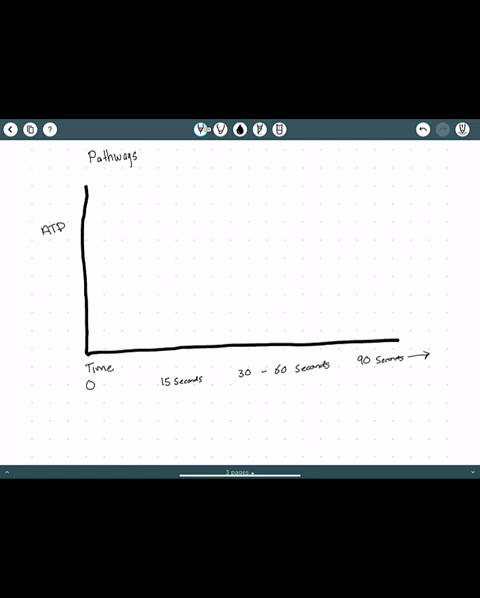 Pathways
ATP
Time
0
15 Seconds
30 - 60 Seconds
90 Seconds
3 pages